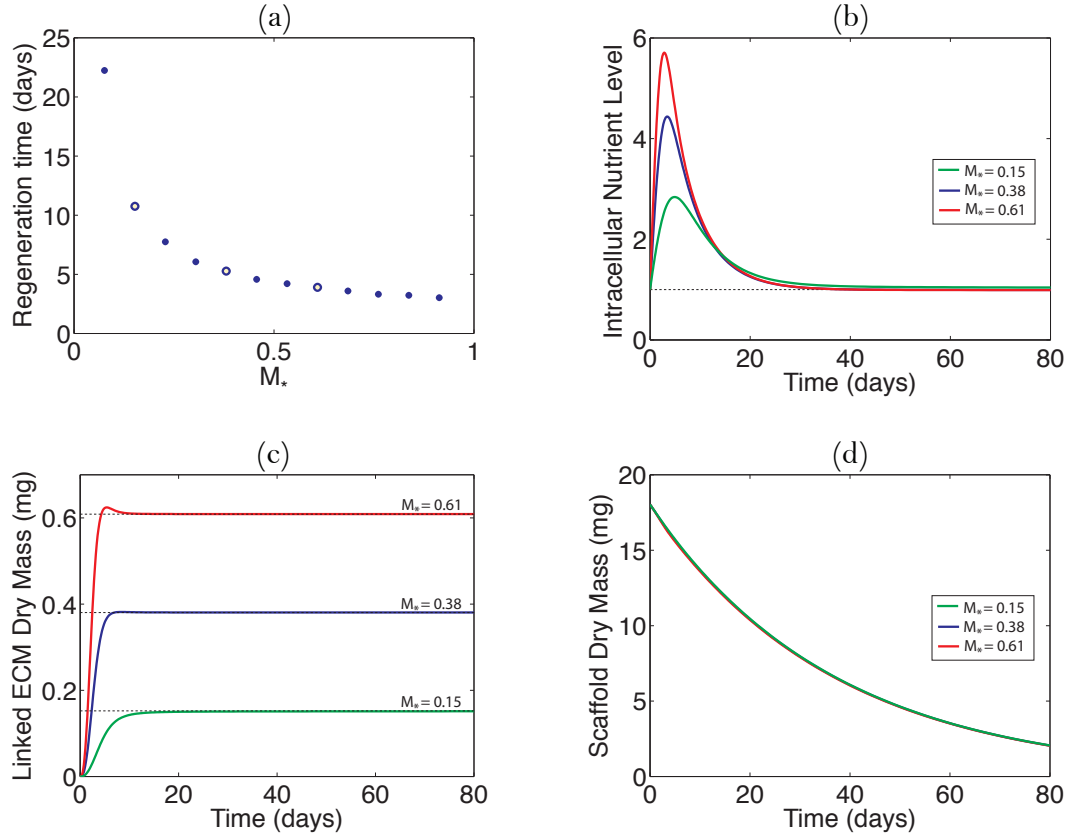 (a)
Regeneration time (days)
25
20
15
10
5
0
0
0.5
1
M*
(b)
Intracellular Nutrient Level
6
4
2
0
M* = 0.15
M* = 0.38
M* = 0.61
0
20
40
60
80
Time (days)
(c)
Linked ECM Dry Mass (mg)
0.6
0.4
0.2
0
M* = 0.61
M* = 0.38
M* = 0.15
0
20
40
60
80
Time (days)
(d)
Scaffold Dry Mass (mg)
20
15
10
5
0
M* = 0.15
M* = 0.38
M* = 0.61
0
20
40
60
80
Time (days)